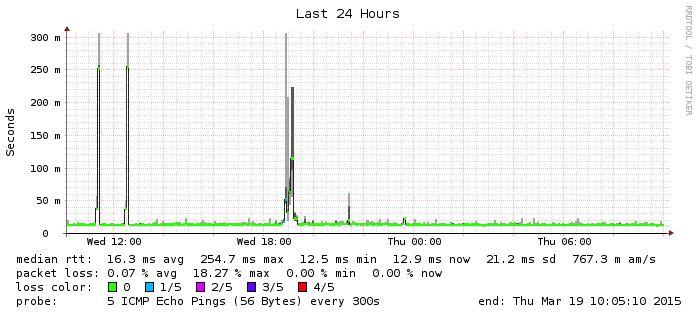 Last 24 Hours
RRDTOOL / TOBI OETIKER
Seconds
300 m
250 m
200 m
150 m
100 m
50 m
0
Wed 12:00 Wed 18:00 Thu 00:00 Thu 06:00
median rtt: 16.3 ms avg 254.7 ms max 12.5 ms min 12.9 ms now 21.2 ms sd 767.3 m am/s
packet loss: 0.07 % avg 18.27 % max 0.00 % min 0.00 % now
loss color: 0 1/5 2/5 3/5 4/5
probe: 5 ICMP Echo Pings (56 Bytes) every 300s end: Thu Mar 19 10:05:10 2015